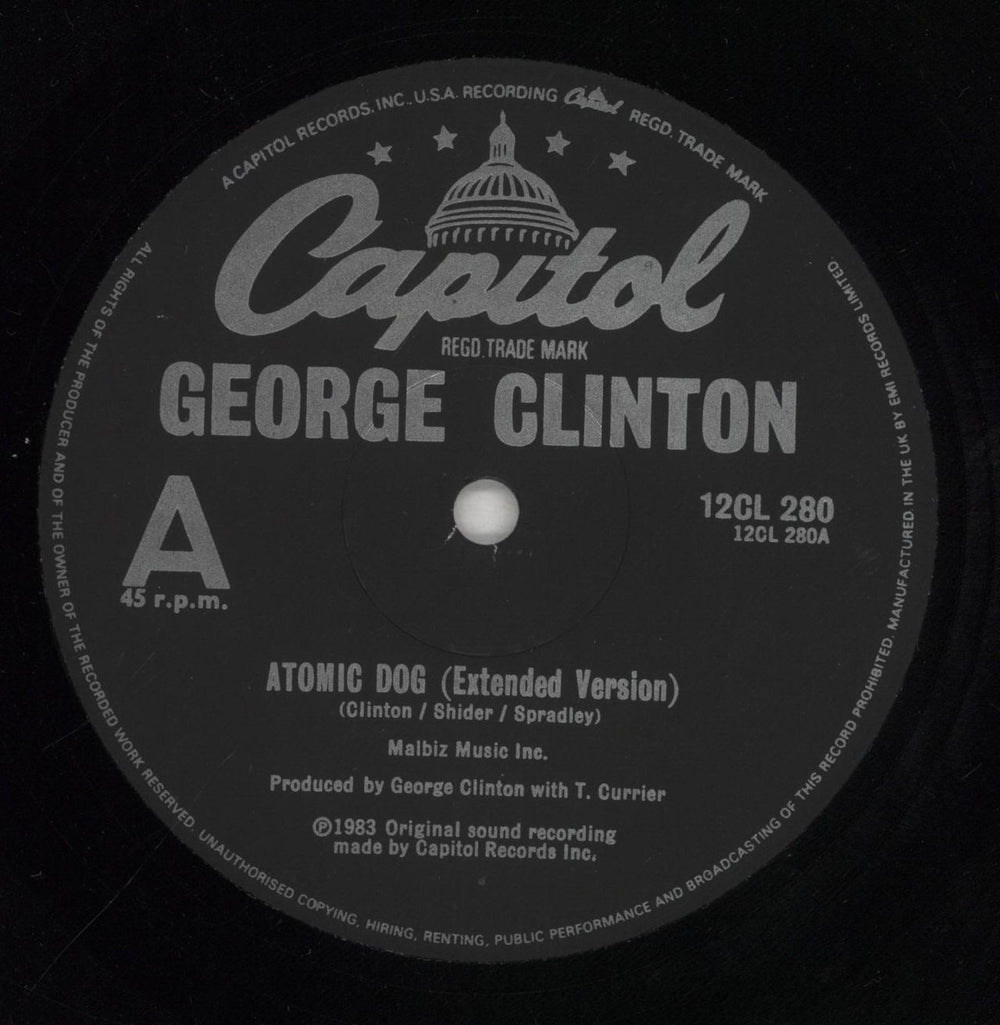 A CAPITOL RECORDS, INC., U.S.A. RECORDING Capitol REGD. TRADE MARK
Capitol
REGD. TRADE MARK
GEORGE CLINTON
A
45 r.p.m.
12CL 280
12CL 280A
ATOMIC DOG (Extended Version)
(Clinton / Shider / Spradley)
Malbiz Music Inc.
Produced by George Clinton with T. Currier
℗1983 Original sound recording
made by Capitol Records Inc.
ALL RIGHTS OF THE PRODUCER AND OF THE OWNER OF THE RECORDED WORK RESERVED. UNAUTHORISED COPYING, HIRING, RENTING, PUBLIC PERFORMANCE AND BROADCASTING OF THIS RECORD PROHIBITED. MANUFACTURED IN THE UK BY EMI RECORDS LIMITED.